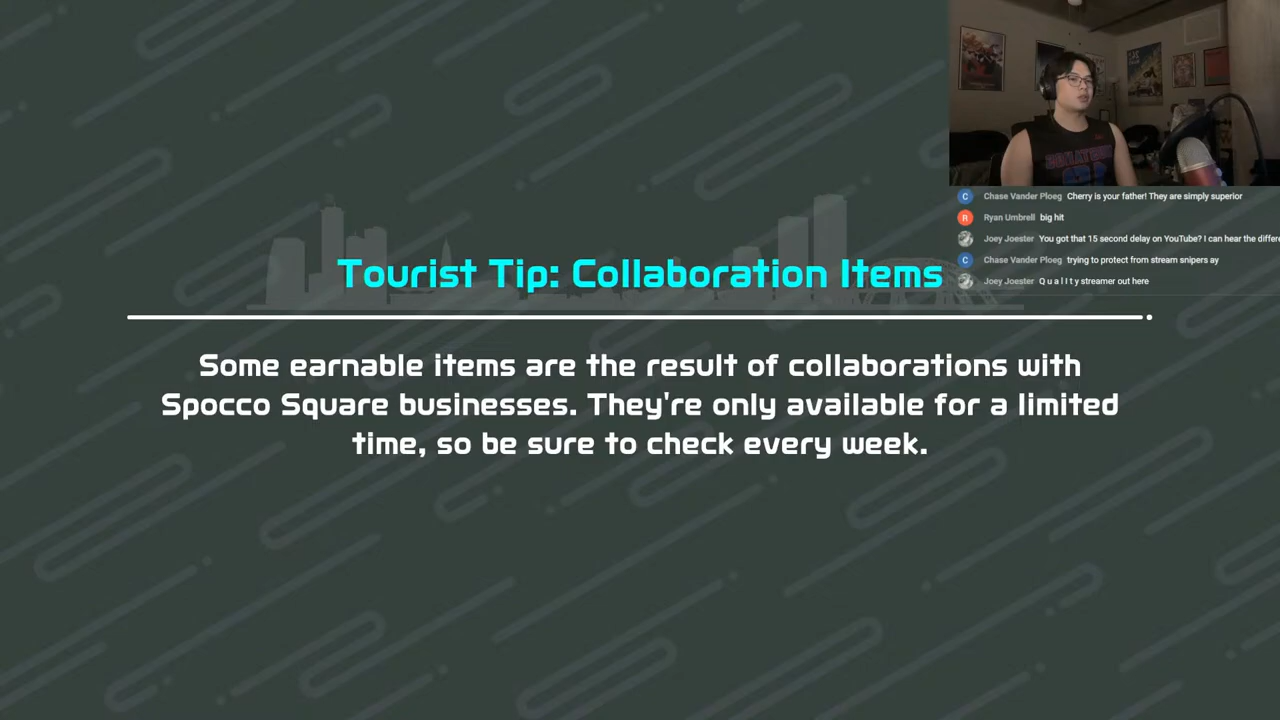 Chase Vander Ploeg Cherry is your father! They are simply superior
Ryan Umbrell big hit
Joey Joester You got that 15 second delay on YouTube? I can hear the
Chase Vander Ploeg trying to protect from stream snipers ay
Joey Joester Q u a l I t y streamer out here
Tourist Tip: Collaboration Items
Some earnable items are the result of collaborations with
Spocco Square businesses. They're only available for a limited
time, so be sure to check every week.